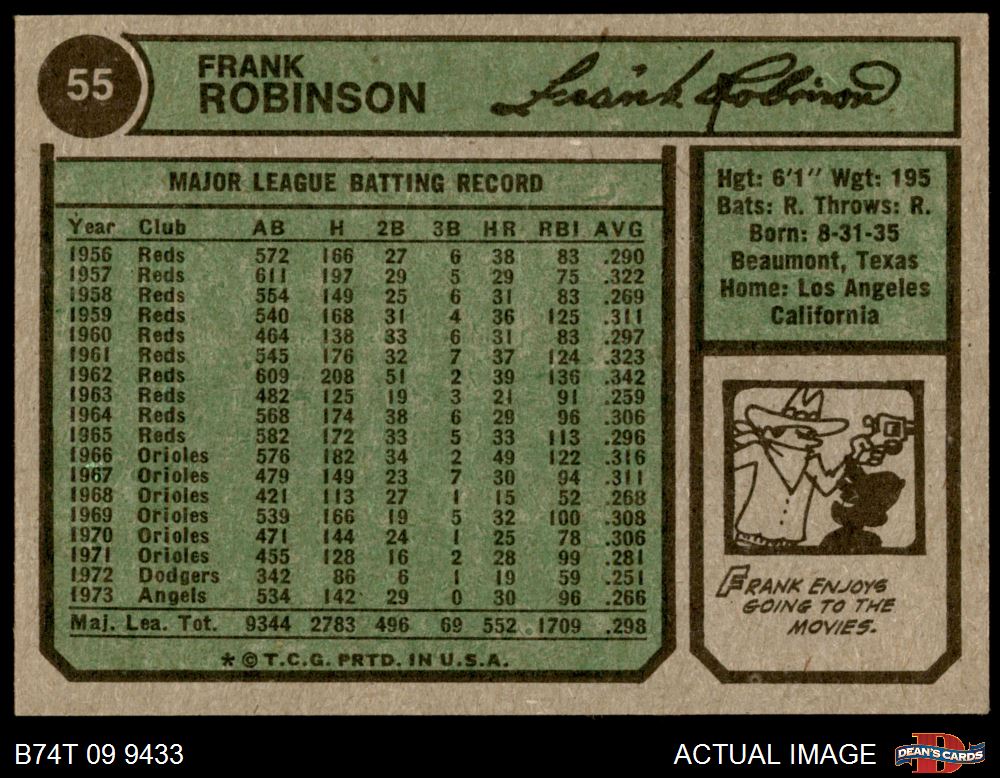 55
FRANK
ROBINSON
Frank Robinson
MAJOR LEAGUE BATTING RECORD
Year Club AB H 2B 3B HR RBI AVG
1956 Reds 572 166 27 6 38 83 .290
1957 Reds 611 197 29 5 29 75 .322
1958 Reds 554 149 25 6 31 83 .269
1959 Reds 540 168 31 4 36 125 .311
1960 Reds 464 138 33 6 31 83 .297
1961 Reds 545 176 32 7 37 124 .323
1962 Reds 609 208 51 2 39 136 .342
1963 Reds 482 125 19 3 21 91 .259
1964 Reds 568 174 38 6 29 96 .306
1965 Reds 582 172 33 5 33 113 .296
1966 Orioles 576 182 34 2 49 122 .316
1967 Orioles 479 149 23 7 30 94 .311
1968 Orioles 421 113 27 1 15 52 .268
1969 Orioles 539 166 19 5 32 100 .308
1970 Orioles 471 144 24 1 25 78 .306
1971 Orioles 455 128 16 2 28 99 .281
1972 Dodgers 342 86 6 1 19 59 .251
1973 Angels 534 142 29 0 30 96 .266
Maj. Lea. Tot. 9344 2783 496 69 552 1709 .298
* © T.C.G. PRTD. IN U.S.A.
Hgt: 6'1" Wgt: 195
Bats: R. Throws: R.
Born: 8-31-35
Beaumont, Texas
Home: Los Angeles
California
FRANK ENJOYS
GOING TO THE
MOVIES.
B74T 09 9433
ACTUAL IMAGE
DEAN'S CARDS